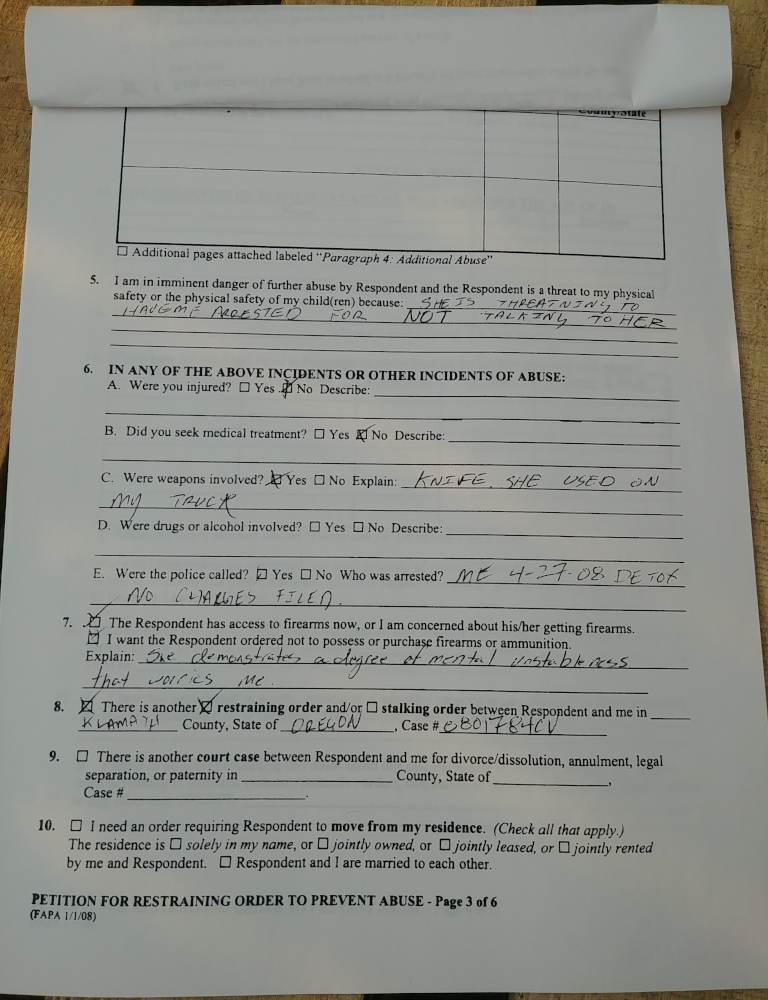 County/State
☐ Additional pages attached labeled "Paragraph 4: Additional Abuse"
5. I am in imminent danger of further abuse by Respondent and the Respondent is a threat to my physical
safety or the physical safety of my child(ren) because: SHE IS THREATNING TO
HAVE ME ARRESTED FOR NOT TALKING TO HER
6. IN ANY OF THE ABOVE INCIDENTS OR OTHER INCIDENTS OF ABUSE:
A. Were you injured? ☐ Yes ☒ No Describe:
B. Did you seek medical treatment? ☐ Yes ☒ No Describe:
C. Were weapons involved? ☒ Yes ☐ No Explain: KNIFE. SHE USED ON
MY TRUCK
D. Were drugs or alcohol involved? ☐ Yes ☐ No Describe:
E. Were the police called? ☒ Yes ☐ No Who was arrested? ME 4-27-08 DETOX
NO CHARGES FILED.
7. ☒ The Respondent has access to firearms now, or I am concerned about his/her getting firearms.
☒ I want the Respondent ordered not to possess or purchase firearms or ammunition.
Explain: She demonstrates a degree of mental unstableness
that worries me.
8. ☒ There is another ☒ restraining order and/or ☐ stalking order between Respondent and me in
KLAMATH County, State of OREGON, Case # 0801784CV
9. ☐ There is another court case between Respondent and me for divorce/dissolution, annulment, legal
separation, or paternity in County, State of ,
Case # .
10. ☐ I need an order requiring Respondent to move from my residence. (Check all that apply.)
The residence is ☐ solely in my name, or ☐ jointly owned, or ☐ jointly leased, or ☐ jointly rented
by me and Respondent. ☐ Respondent and I are married to each other.
PETITION FOR RESTRAINING ORDER TO PREVENT ABUSE - Page 3 of 6
(FAPA 1/1/08)